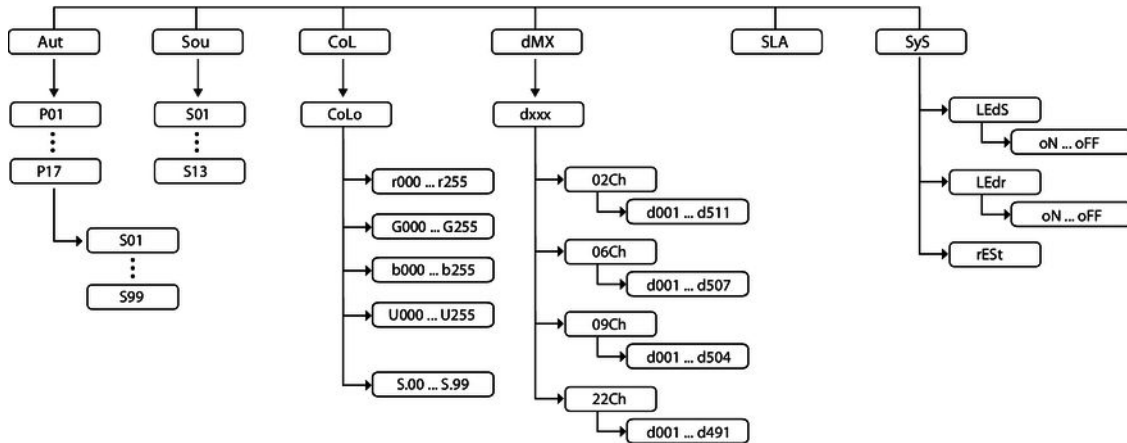 Aut
Sou
CoL
dMX
SLA
SyS
P01
P17
S01
S99
S01
S13
CoLo
r000 ... r255
G000 ... G255
b000 ... b255
U000 ... U255
S.00 ... S.99
dxxx
02Ch
d001 ... d511
06Ch
d001 ... d507
09Ch
d001 ... d504
22Ch
d001 ... d491
LEdS
oN ... oFF
LEdr
oN ... oFF
rESt